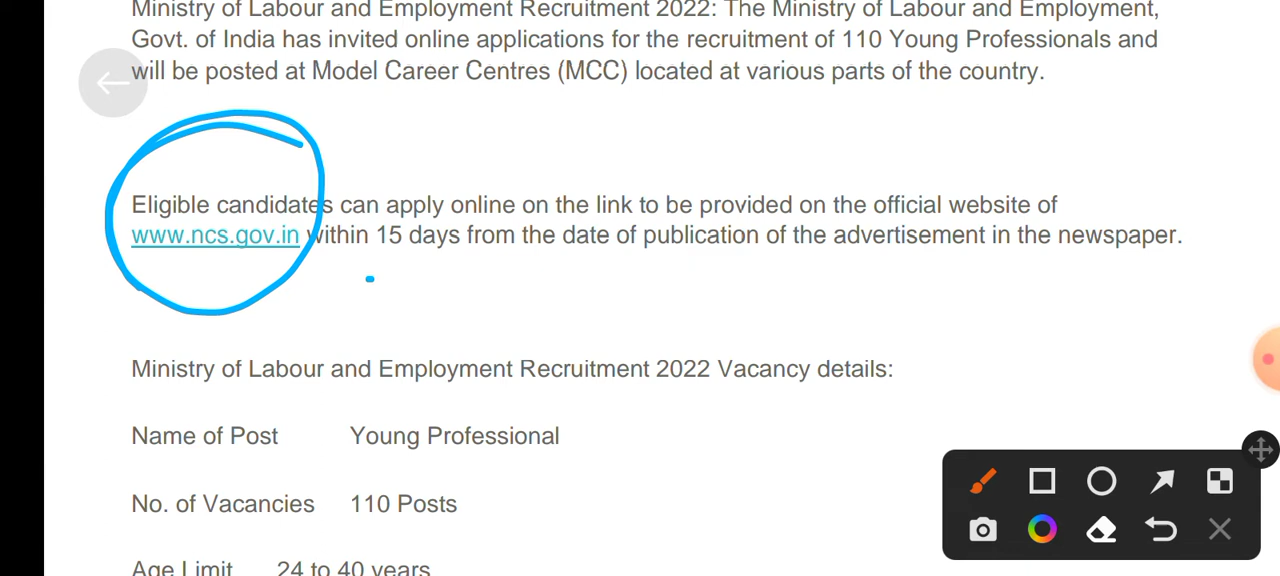 Ministry of Labour and Employment Recruitment 2022: The Ministry of Labour and Employment,
Govt. of India has invited online applications for the recruitment of 110 Young Professionals and
will be posted at Model Career Centres (MCC) located at various parts of the country.
Eligible candidates can apply online on the link to be provided on the official website of
www.ncs.gov.in within 15 days from the date of publication of the advertisement in the newspaper.
Ministry of Labour and Employment Recruitment 2022 Vacancy details:
Name of Post Young Professional
No. of Vacancies 110 Posts
Age Limit 24 to 40 years